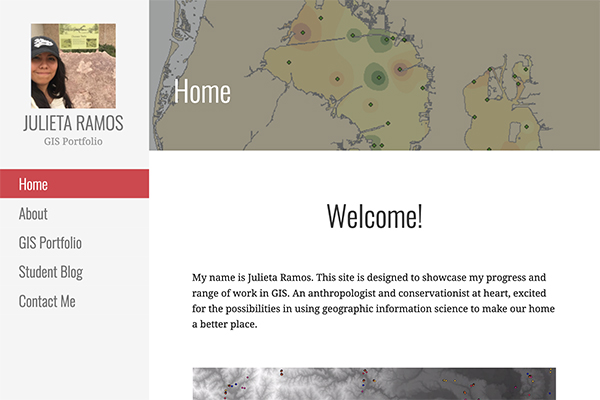 JULIETA RAMOS
GIS Portfolio
Home
About
GIS Portfolio
Student Blog
Contact Me
Home
Welcome!
My name is Julieta Ramos. This site is designed to showcase my progress and
range of work in GIS. An anthropologist and conservationist at heart, excited
for the possibilities in using geographic information science to make our home
a better place.